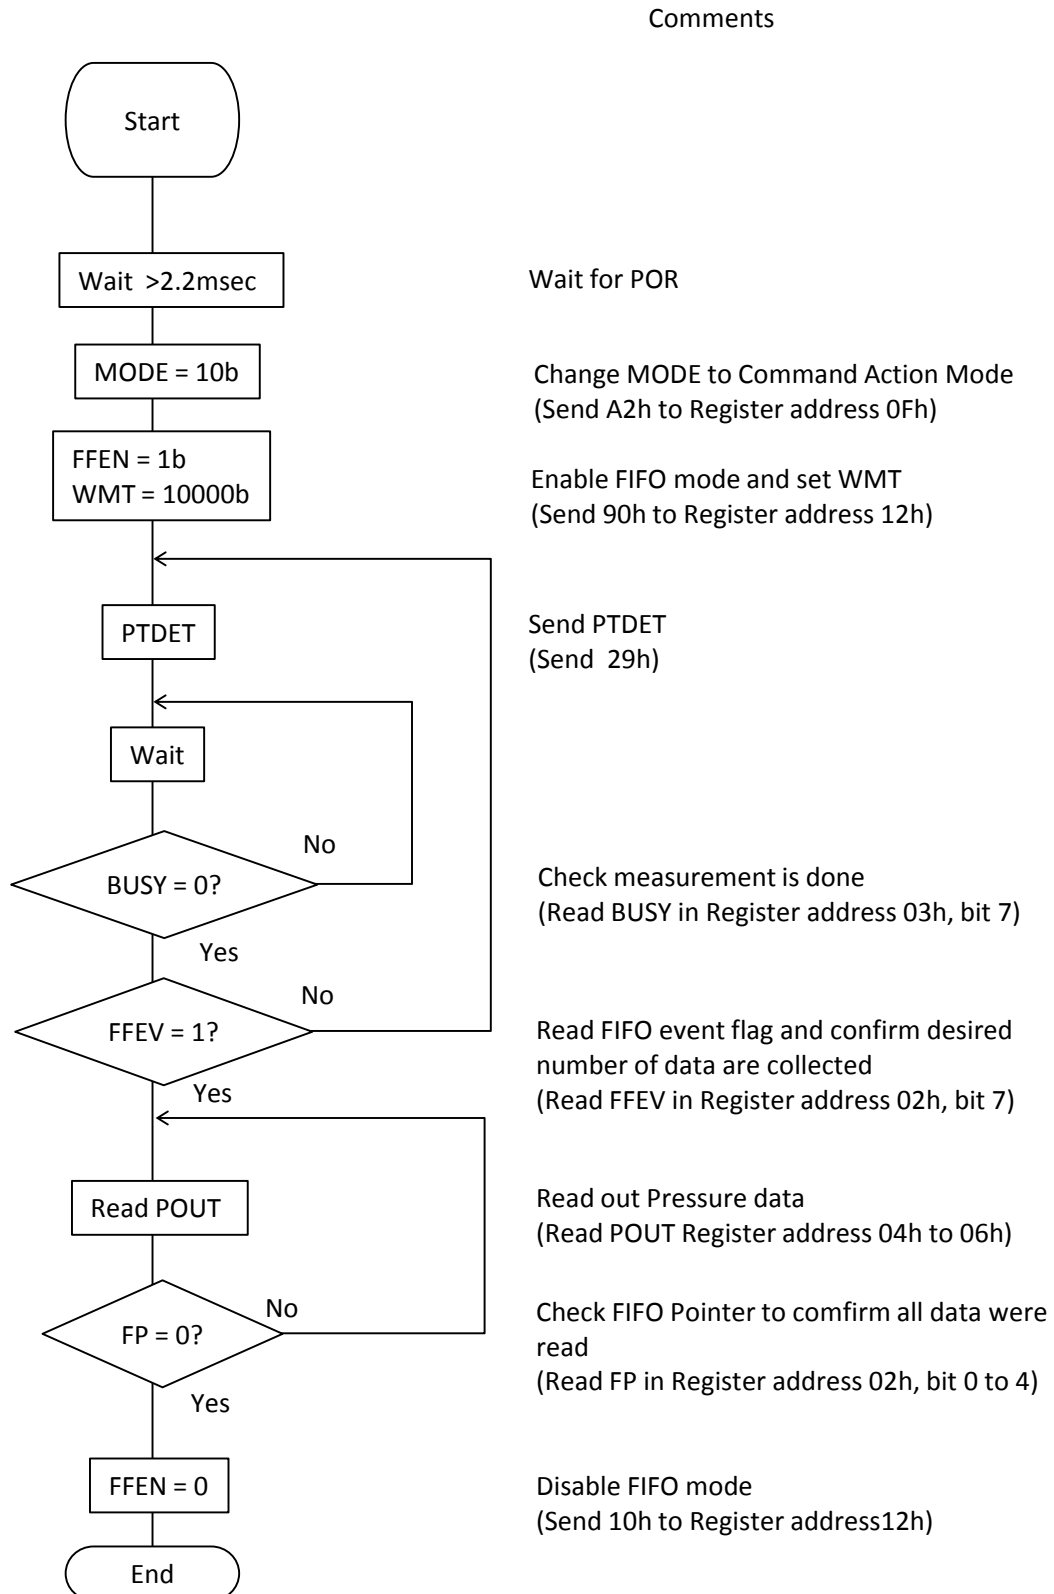 Comments
Start
Wait  >2.2msec
Wait for POR
MODE = 10b
Change MODE to Command Action Mode
(Send A2h to Register address 0Fh)
FFEN = 1b
WMT = 10000b
Enable FIFO mode and set WMT
(Send 90h to Register address 12h)
PTDET
Send PTDET
(Send  29h)
Wait
No
BUSY = 0?
Check measurement is done
(Read BUSY in Register address 03h, bit 7)
Yes
No
FFEV = 1?
Read FIFO event flag and confirm desired
number of data are collected
(Read FFEV in Register address 02h, bit 7)
Yes
Read POUT
Read out Pressure data
(Read POUT Register address 04h to 06h)
No
FP = 0?
Check FIFO Pointer to comfirm all data were
read
(Read FP in Register address 02h, bit 0 to 4)
Yes
FFEN = 0
Disable FIFO mode
(Send 10h to Register address12h)
End